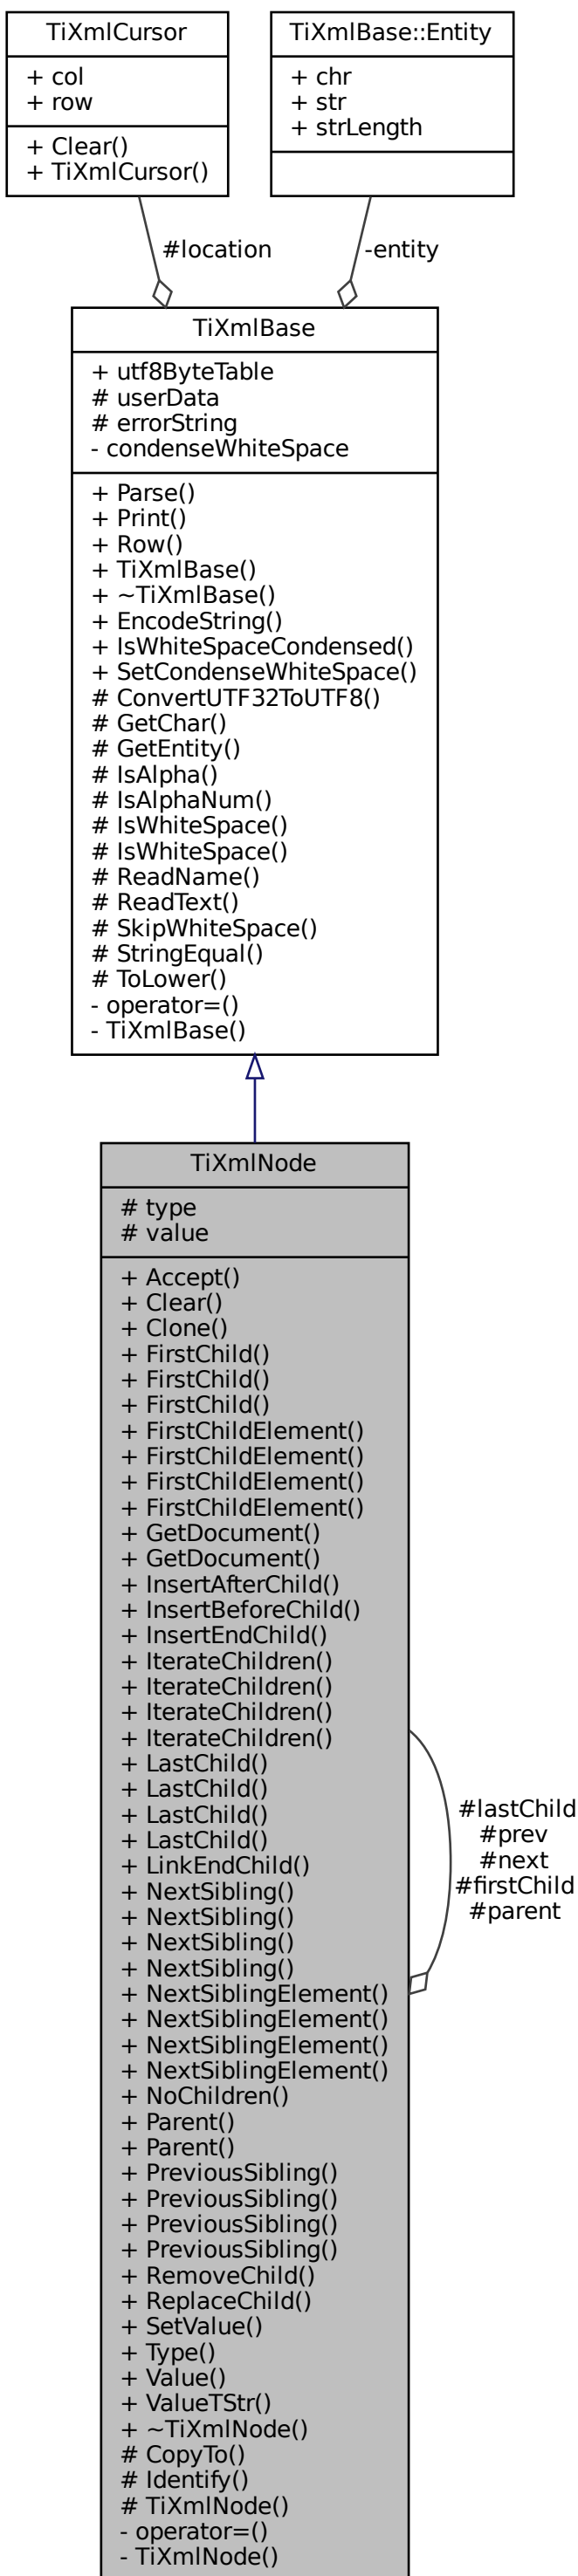 TiXmlCursor
+ col
+ row
+ Clear()
+ TiXmlCursor()
TiXmlBase::Entity
+ chr
+ str
+ strLength
#location
-entity
TiXmlBase
+ utf8ByteTable
# userData
# errorString
- condenseWhiteSpace
+ Parse()
+ Print()
+ Row()
+ TiXmlBase()
+ ~TiXmlBase()
+ EncodeString()
+ IsWhiteSpaceCondensed()
+ SetCondenseWhiteSpace()
# ConvertUTF32ToUTF8()
# GetChar()
# GetEntity()
# IsAlpha()
# IsAlphaNum()
# IsWhiteSpace()
# IsWhiteSpace()
# ReadName()
# ReadText()
# SkipWhiteSpace()
# StringEqual()
# ToLower()
- operator=()
- TiXmlBase()
TiXmlNode
# type
# value
+ Accept()
+ Clear()
+ Clone()
+ FirstChild()
+ FirstChild()
+ FirstChild()
+ FirstChildElement()
+ FirstChildElement()
+ FirstChildElement()
+ FirstChildElement()
+ GetDocument()
+ GetDocument()
+ InsertAfterChild()
+ InsertBeforeChild()
+ InsertEndChild()
+ IterateChildren()
+ IterateChildren()
+ IterateChildren()
+ IterateChildren()
+ LastChild()
+ LastChild()
+ LastChild()
+ LastChild()
+ LinkEndChild()
+ NextSibling()
+ NextSibling()
+ NextSibling()
+ NextSibling()
+ NextSiblingElement()
+ NextSiblingElement()
+ NextSiblingElement()
+ NextSiblingElement()
+ NoChildren()
+ Parent()
+ Parent()
+ PreviousSibling()
+ PreviousSibling()
+ PreviousSibling()
+ PreviousSibling()
+ RemoveChild()
+ ReplaceChild()
+ SetValue()
+ Type()
+ Value()
+ ValueTStr()
+ ~TiXmlNode()
# CopyTo()
# Identify()
# TiXmlNode()
- operator=()
- TiXmlNode()
#lastChild
#prev
#next
#firstChild
#parent